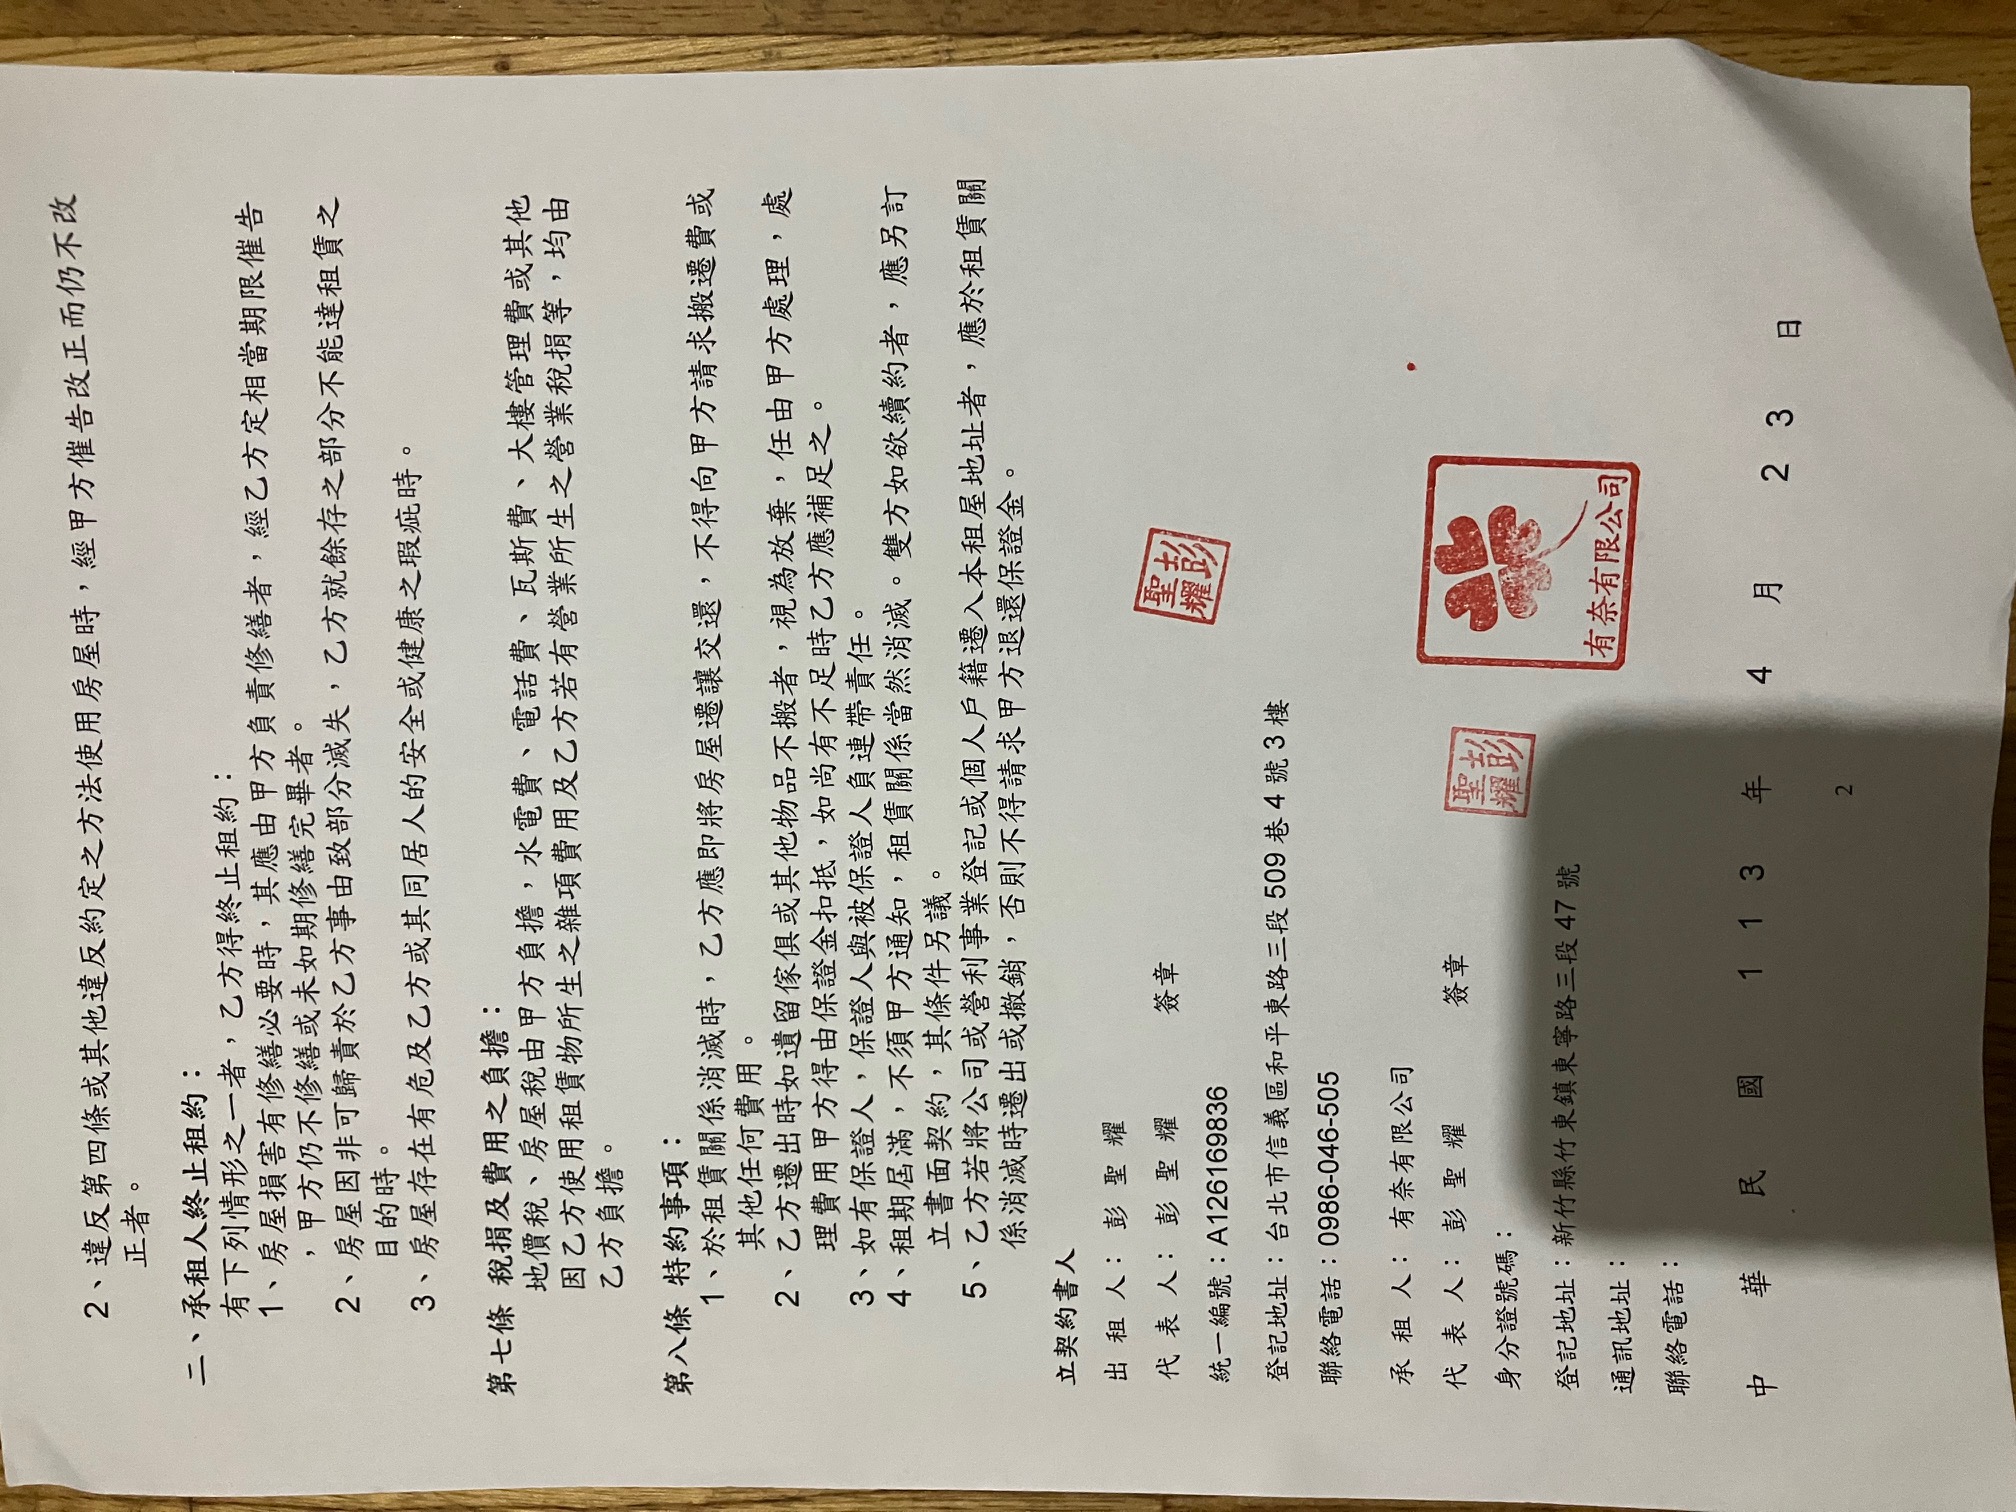 2、違反第四條或其他違反約定之方法使用房屋時，經甲方催告改正而仍不改
正者。
二、承租人終止租約：
有下列情形之一者，乙方得終止租約：
1、房屋損害有修繕必要時，其應由甲方負責修繕者，經乙方定相當期限催告
，甲方仍不修繕或未如期修繕完畢者。
2、房屋因非可歸責於乙方事由致部分滅失，乙方就餘存之部分不能達租賃之
目的時。
3、房屋存在有危及乙方或其同居人的安全或健康之瑕疵時。
第七條 稅捐及費用之負擔：
地價稅、房屋稅由甲方負擔，水電費、電話費、瓦斯費、大樓管理費或其他
因乙方使用租賃物所生之雜項費用及乙方若有營業所生之營業稅捐等，均由
乙方負擔。
第八條 特約事項：
1、於租賃關係消滅時，乙方應即將房屋遷讓交還，不得向甲方請求搬遷費或
其他任何費用。
2、乙方遷出時如遺留傢俱或其他物品不搬者，視為放棄，任由甲方處理，處
理費用甲方得由保證金扣抵，如尚有不足時乙方應補足之。
3、如有保證人，保證人與被保證人負連帶責任。
4、租期屆滿，不須甲方通知，租賃關係當然消滅。雙方如欲續約者，應另訂
立書面契約，其條件另議。
5、乙方若將公司或營利事業登記或個人戶籍遷入本租屋地址者，應於租賃關
係消滅時遷出或撤銷，否則不得請求甲方退還保證金。
立契約書人
出 租 人： 彭 聖 耀
代 表 人： 彭 聖 耀 簽章
彭聖耀
統一編號：A126169836
登記地址：台北市信義區和平東路三段 509 巷 4 號 3 樓
聯絡電話：0986-046-505
承 租 人： 有奈有限公司
代 表 人： 彭 聖 耀 簽章
彭聖耀
有奈有限公司
身分證號碼：
登記地址：新竹縣竹東鎮東寧路三段 47 號
通訊地址：
聯絡電話：
中 華 民 國 1 1 3 年 4 月 2 3 日
2